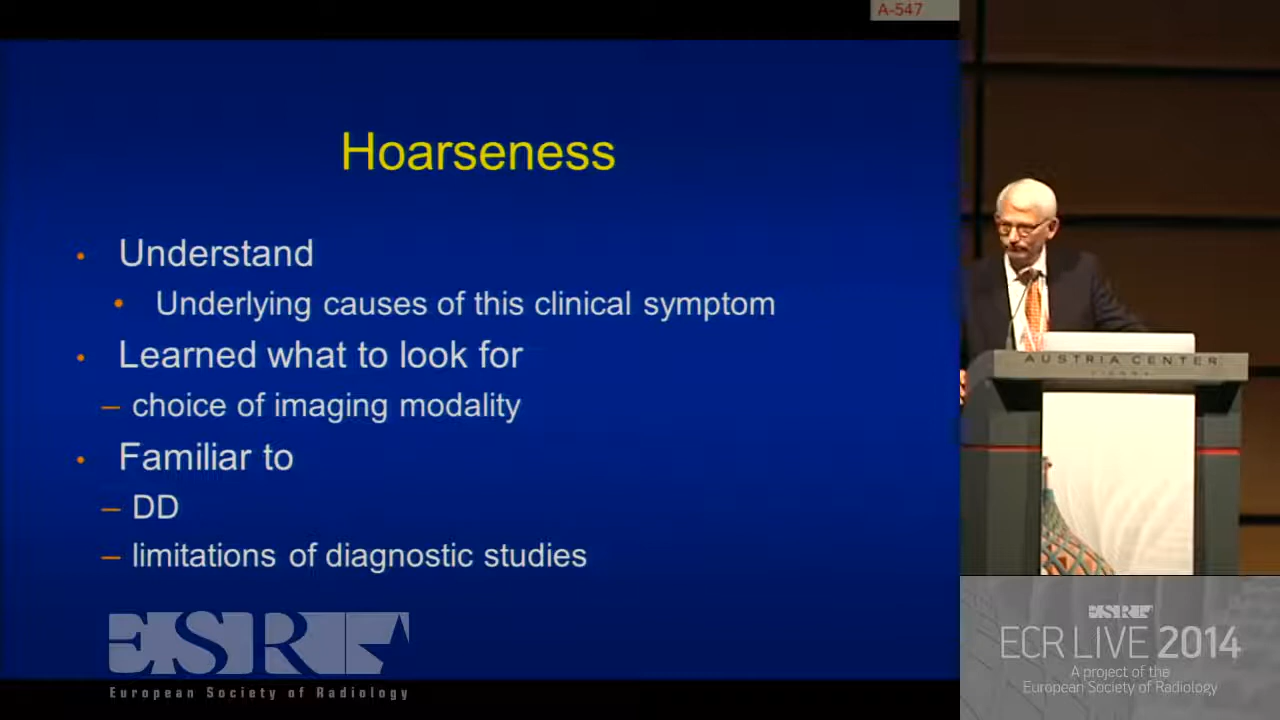 A-547
Hoarseness
• Understand
• Underlying causes of this clinical symptom
• Learned what to look for
– choice of imaging modality
• Familiar to
– DD
– limitations of diagnostic studies
ESR
European Society of Radiology
AUSTRIA CENTER
VIENNA
ESR
ECR LIVE 2014
A project of the
European Society of Radiology